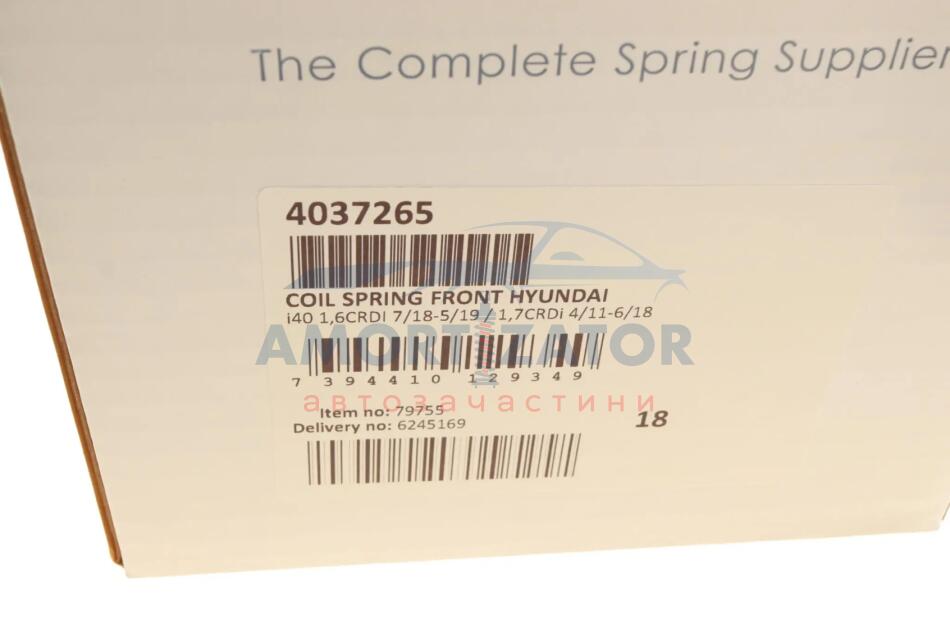 The Complete Spring Supplier
4037265
COIL SPRING FRONT HYUNDAI
i40 1,6CRDI 7/18-5/19 / 1,7CRDi 4/11-6/18
AMORTIZATOR
7 394410 129349
автозачастини
Item no: 79755
Delivery no: 6245169
18